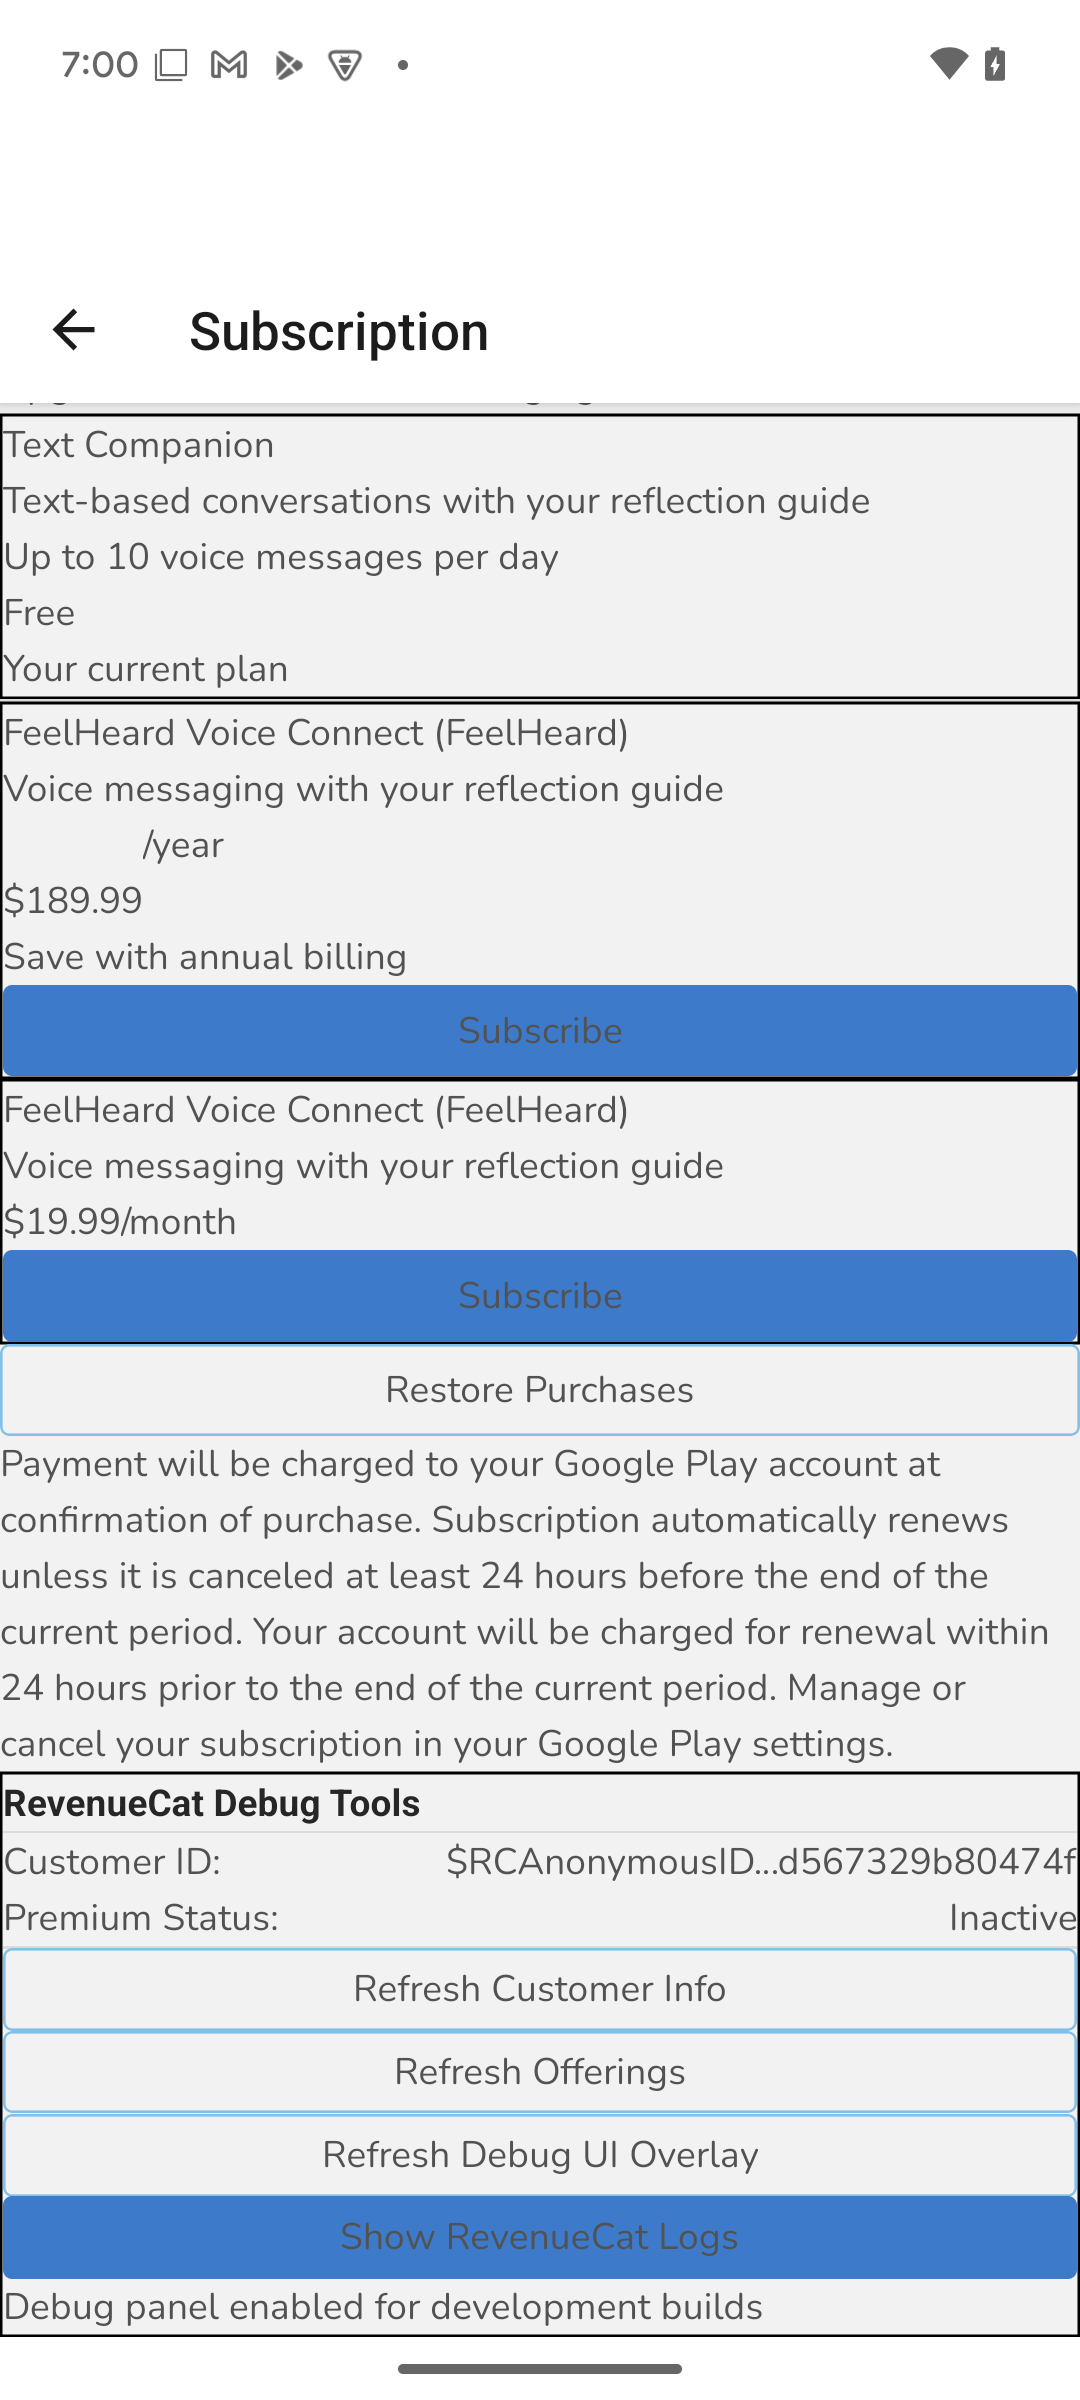 7:00
Subscription
Text Companion
Text-based conversations with your reflection guide
Up to 10 voice messages per day
Free
Your current plan
FeelHeard Voice Connect (FeelHeard)
Voice messaging with your reflection guide
/year
$189.99
Save with annual billing
Subscribe
FeelHeard Voice Connect (FeelHeard)
Voice messaging with your reflection guide
$19.99/month
Subscribe
Restore Purchases
Payment will be charged to your Google Play account at
confirmation of purchase. Subscription automatically renews
unless it is canceled at least 24 hours before the end of the
current period. Your account will be charged for renewal within
24 hours prior to the end of the current period. Manage or
cancel your subscription in your Google Play settings.
RevenueCat Debug Tools
Customer ID: $RCAnonymousID...d567329b80474f
Premium Status: Inactive
Refresh Customer Info
Refresh Offerings
Refresh Debug UI Overlay
Show RevenueCat Logs
Debug panel enabled for development builds